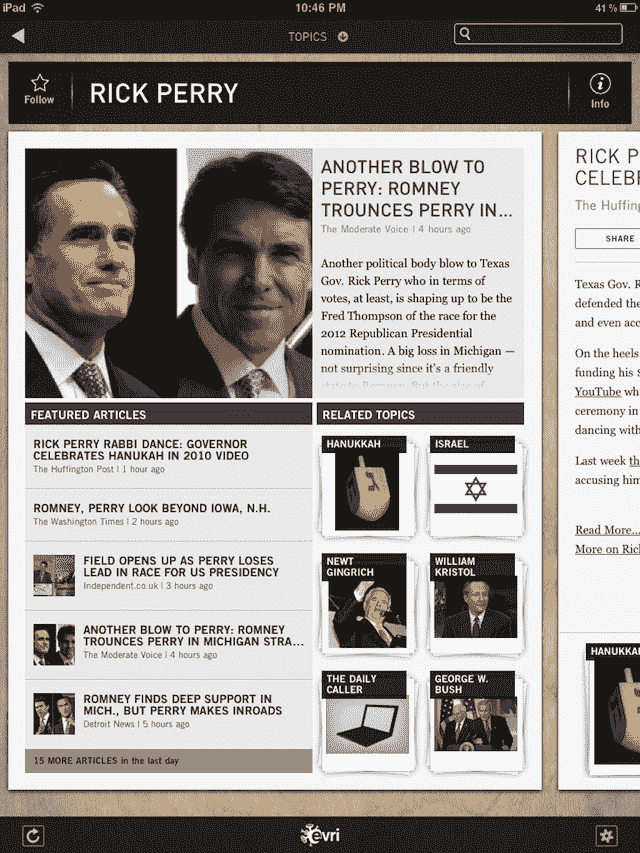 iPad
10:46 PM
41 %
TOPICS
Follow
RICK PERRY
Info
ANOTHER BLOW TO
PERRY: ROMNEY
TROUNCES PERRY IN...
The Moderate Voice | 4 hours ago
Another political body blow to Texas
Gov. Rick Perry who in terms of
votes, at least, is shaping up to be the
Fred Thompson of the race for the
2012 Republican Presidential
nomination. A big loss in Michigan —
not surprising since it's a friendly
state to Romney. But the size of
FEATURED ARTICLES
RICK PERRY RABBI DANCE: GOVERNOR
CELEBRATES HANUKAH IN 2010 VIDEO
The Huffington Post | 1 hour ago
ROMNEY, PERRY LOOK BEYOND IOWA, N.H.
The Washington Times | 2 hours ago
FIELD OPENS UP AS PERRY LOSES
LEAD IN RACE FOR US PRESIDENCY
Independent.co.uk | 3 hours ago
ANOTHER BLOW TO PERRY: ROMNEY
TROUNCES PERRY IN MICHIGAN STRA...
The Moderate Voice | 4 hours ago
ROMNEY FINDS DEEP SUPPORT IN
MICH., BUT PERRY MAKES INROADS
Detroit News | 5 hours ago
15 MORE ARTICLES in the last day
RELATED TOPICS
HANUKKAH
ISRAEL
NEWT
GINGRICH
WILLIAM
KRISTOL
THE DAILY
CALLER
GEORGE W.
BUSH
RICK P
CELEB
The Huffing
SHARE
Texas Gov. R
defended the
and even acc
On the heels
funding his S
YouTube wh
ceremony in
dancing with
Last week th
accusing him
Read More...
More on Rick
HANUKKA
evri